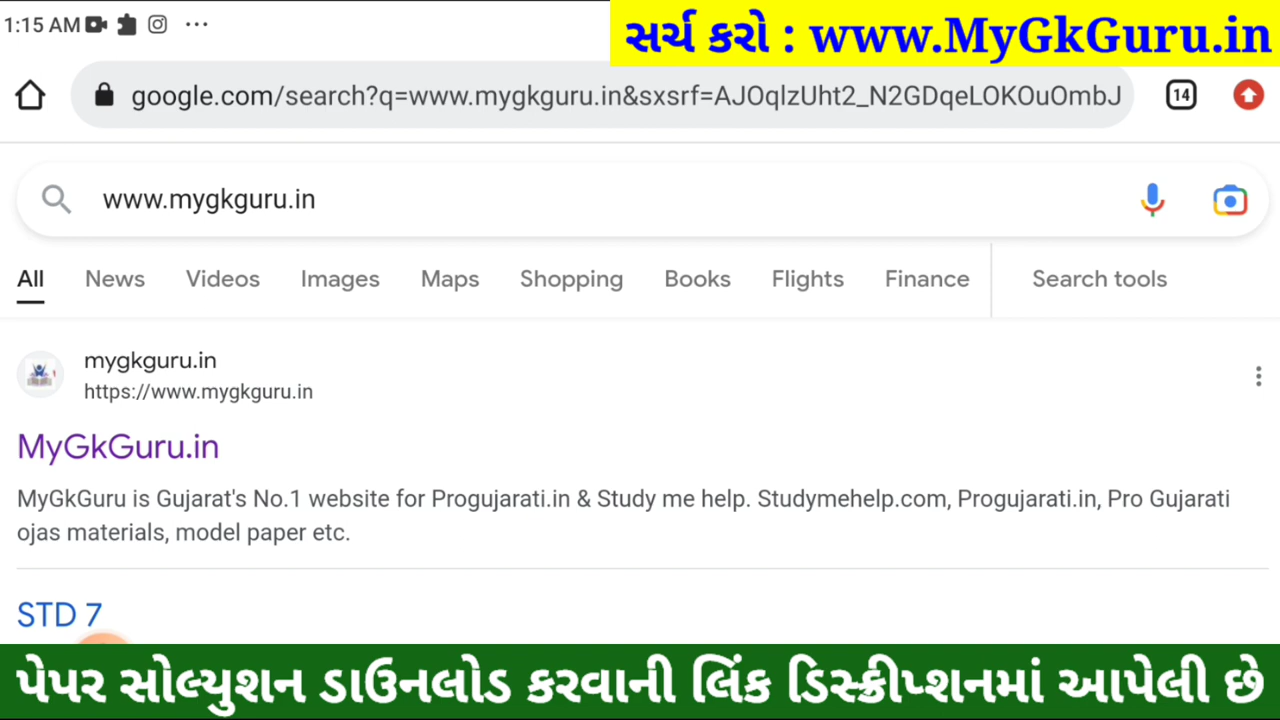 1:15 AM
સર્ચ કરો : www.MyGkGuru.in
google.com/search?q=www.mygkguru.in&sxsrf=AJOqlzUht2_N2GDqeLOKOuOmbJ
14
www.mygkguru.in
All News Videos Images Maps Shopping Books Flights Finance Search tools
mygkguru.in
https://www.mygkguru.in
MyGkGuru.in
MyGkGuru is Gujarat's No.1 website for Progujarati.in & Study me help. Studymehelp.com, Progujarati.in, Pro Gujarati
ojas materials, model paper etc.
STD 7
પેપર સોલ્યુશન ડાઉનલોડ કરવાની લિંક ડિસ્ક્રીપ્શનમાં આપેલી છે